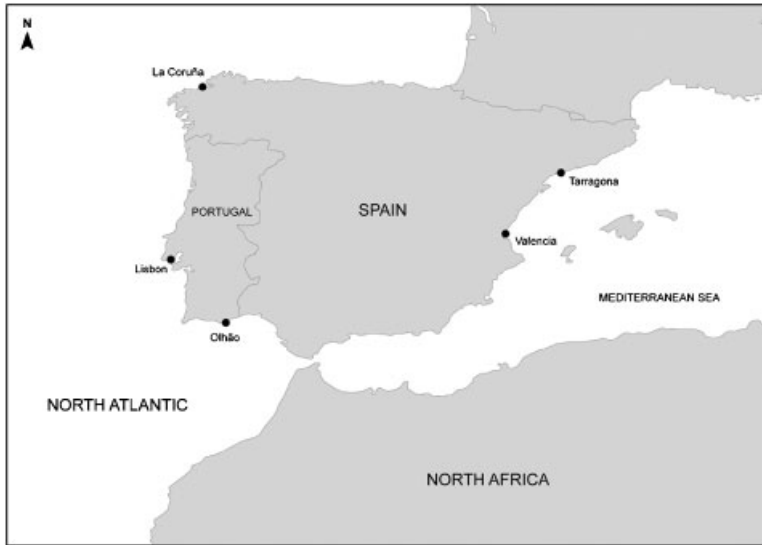 N
La Coruña
Tarragona
PORTUGAL
SPAIN
Valencia
Lisbon
MEDITERRANEAN SEA
Olhão
NORTH ATLANTIC
NORTH AFRICA